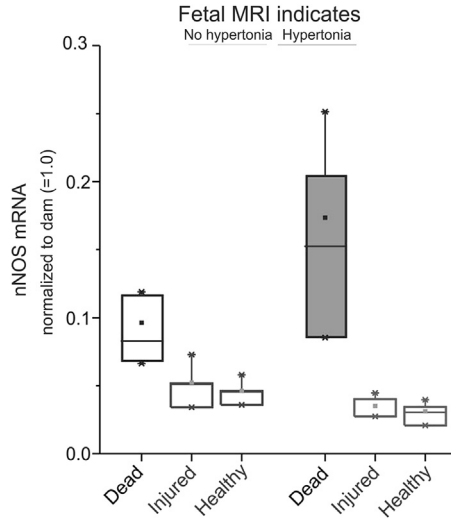 Fetal MRI indicates
No hypertonia Hypertonia
0.3
0.2
0.1
0.0
nNOS mRNA
normalized to dam (=1.0)
Dead
Injured
Healthy
Dead
Injured
Healthy